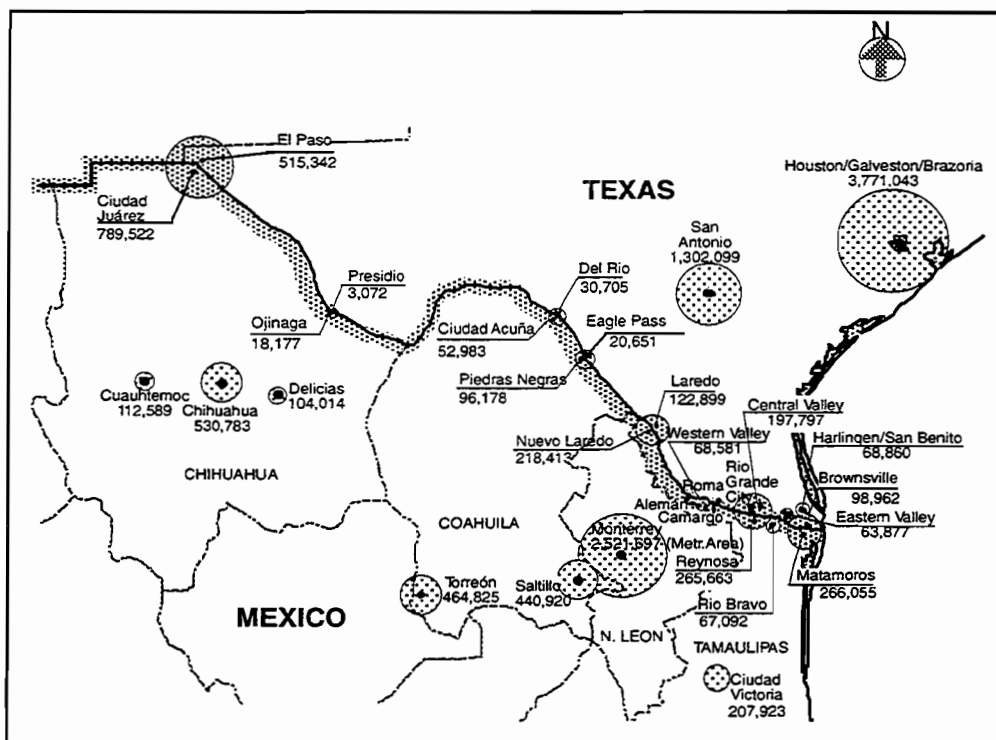 N
El Paso
515,342
Ciudad
Juárez
789,522
TEXAS
Houston/Galveston/Brazoria
3,771,043
San
Antonio
1,302,099
Presidio
3,072
Ojinaga
18,177
Del Rio
30,705
Ciudad Acuña
52,983
Eagle Pass
20,651
Piedras Negras
96,178
Cuauhtemoc
112,589
Chihuahua
530,783
Delicias
104,014
Laredo
122,899
Central Valley
197,797
Nuevo Laredo
218,413
Western Valley
68,581
Harlingen/San Benito
68,860
Brownsville
98,962
Eastern Valley
63,877
CHIHUAHUA
COAHUILA
Roma
Rio
Grande
Alemán
Camargo
Monterrey
2,521,697 (Metr.Area)
Reynosa
265,663
Matamoros
266,055
Rio Bravo
67,092
Torreón
464,825
Saltillo
440,920
MEXICO
N. LEON
TAMAULIPAS
Ciudad
Victoria
207,923